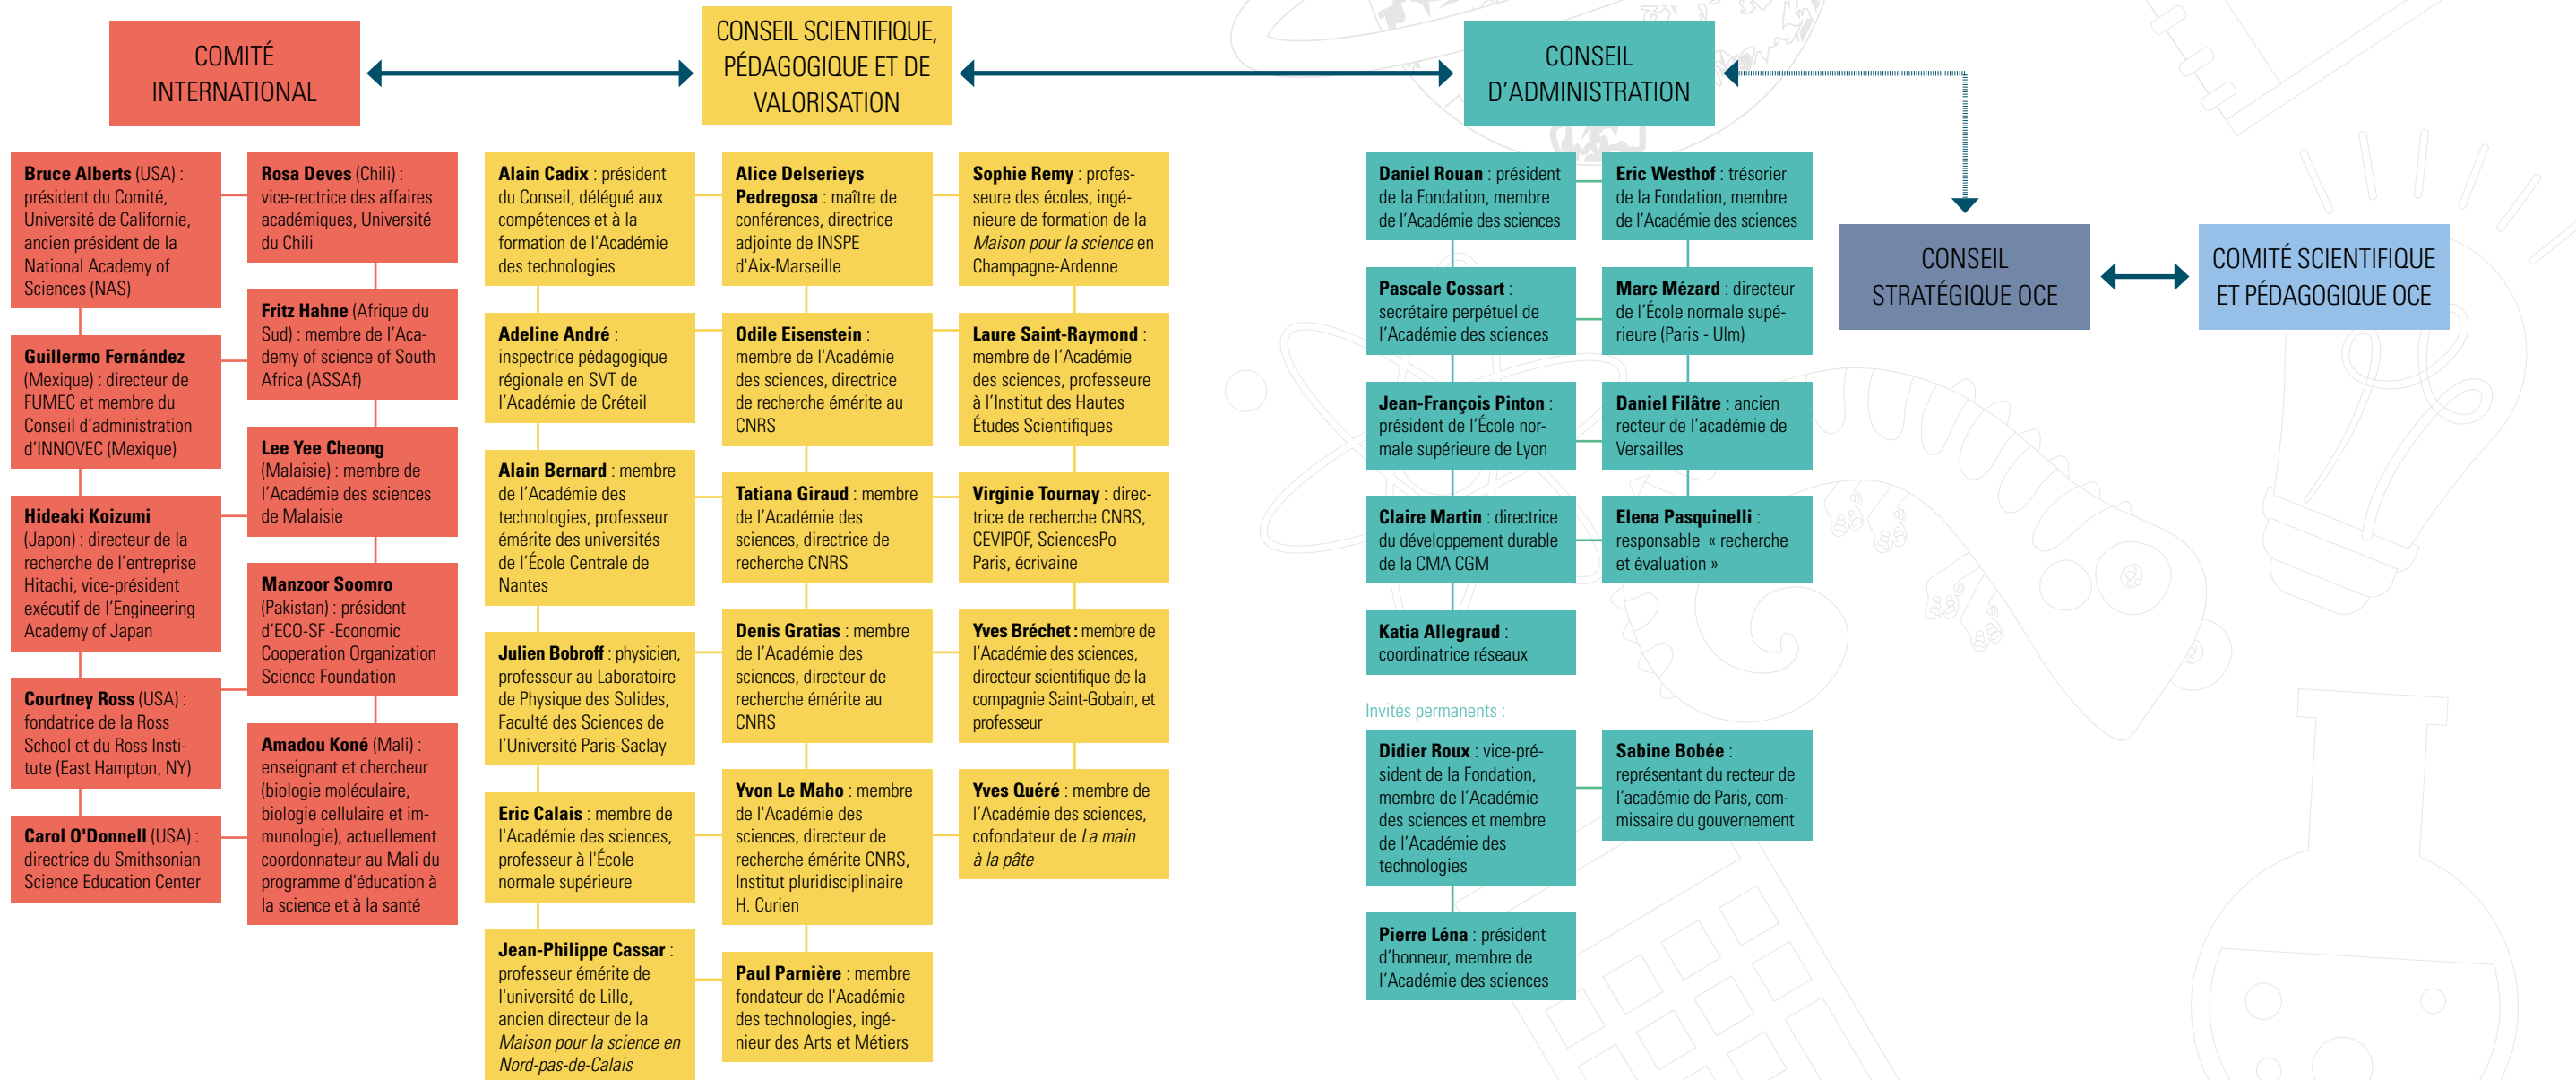 COMITÉ
INTERNATIONAL
CONSEIL SCIENTIFIQUE,
PÉDAGOGIQUE ET DE
VALORISATION
CONSEIL
D’ADMINISTRATION
CONSEIL
STRATÉGIQUE OCE
COMITÉ SCIENTIFIQUE
ET PÉDAGOGIQUE OCE
Bruce Alberts (USA) :
président du Comité,
Université de Californie,
ancien président de la
National Academy of
Sciences (NAS)
Guillermo Fernández
(Mexique) : directeur de
FUMEC et membre du
Conseil d’administration
d’INNOVEC (Mexique)
Hideaki Koizumi
(Japon) : directeur de la
recherche de l’entreprise
Hitachi, vice-président
exécutif de l’Engineering
Academy of Japan
Courtney Ross (USA) :
fondatrice de la Ross
School et du Ross Insti-
tute (East Hampton, NY)
Carol O'Donnell (USA) :
directrice du Smithsonian
Science Education Center
Rosa Deves (Chili) :
vice-rectrice des affaires
académiques, Université
du Chili
Fritz Hahne (Afrique du
Sud) : membre de l’Aca-
demy of science of South
Africa (ASSAf)
Lee Yee Cheong
(Malaisie) : membre de
l’Académie des sciences
de Malaisie
Manzoor Soomro
(Pakistan) : président
d’ECO-SF -Economic
Cooperation Organization
Science Foundation
Amadou Koné (Mali) :
enseignant et chercheur
(biologie moléculaire,
biologie cellulaire et im-
munologie), actuellement
coordonnateur au Mali du
programme d'éducation à
la science et à la santé
Alain Cadix : président
du Conseil, délégué aux
compétences et à la
formation de l'Académie
des technologies
Adeline André :
inspectrice pédagogique
régionale en SVT de
l’Académie de Créteil
Alain Bernard : membre
de l’Académie des
technologies, professeur
émérite des universités
de l’École Centrale de
Nantes
Julien Bobroff : physicien,
professeur au Laboratoire
de Physique des Solides,
Faculté des Sciences de
l’Université Paris-Saclay
Eric Calais : membre de
l'Académie des sciences,
professeur à l'École
normale supérieure
Jean-Philippe Cassar :
professeur émérite de
l'université de Lille,
ancien directeur de la
Maison pour la science en
Nord-pas-de-Calais
Alice Delserieys
Pedregosa : maître de
conférences, directrice
adjointe de INSPE
d'Aix-Marseille
Odile Eisenstein :
membre de l'Académie
des sciences, directrice
de recherche émérite au
CNRS
Tatiana Giraud : membre
de l’Académie des
sciences, directrice de
recherche CNRS
Denis Gratias : membre
de l’Académie des
sciences, directeur de
recherche émérite au
CNRS
Yvon Le Maho : membre
de l'Académie des
sciences, directeur de
recherche émérite CNRS,
Institut pluridisciplinaire
H. Curien
Paul Parnière : membre
fondateur de l'Académie
des technologies, ingé-
nieur des Arts et Métiers
Sophie Remy : profes-
seure des écoles, ingé-
nieure de formation de la
Maison pour la science en
Champagne-Ardenne
Laure Saint-Raymond :
membre de l’Académie
des sciences, professeure
à l’Institut des Hautes
Études Scientifiques
Virginie Tournay : direc-
trice de recherche CNRS,
CEVIPOF, SciencesPo
Paris, écrivaine
Yves Bréchet : membre de
l’Académie des sciences,
directeur scientifique de la
compagnie Saint-Gobain, et
professeur
Yves Quéré : membre de
l’Académie des sciences,
cofondateur de La main
à la pâte
Daniel Rouan : président
de la Fondation, membre
de l’Académie des sciences
Pascale Cossart :
secrétaire perpétuel de
l’Académie des sciences
Jean-François Pinton :
président de l’École nor-
male supérieure de Lyon
Claire Martin : directrice
du développement durable
de la CMA CGM
Katia Allegraud :
coordinatrice réseaux
Eric Westhof : trésorier
de la Fondation, membre
de l’Académie des sciences
Marc Mézard : directeur
de l’École normale supé-
rieure (Paris - Ulm)
Daniel Filâtre : ancien
recteur de l’académie de
Versailles
Elena Pasquinelli :
responsable « recherche
et évaluation »
Invités permanents :
Didier Roux : vice-pré-
sident de la Fondation,
membre de l’Académie
des sciences et membre
de l’Académie des
technologies
Pierre Léna : président
d’honneur, membre de
l’Académie des sciences
Sabine Bobée :
représentant du recteur de
l’académie de Paris, com-
missaire du gouvernement